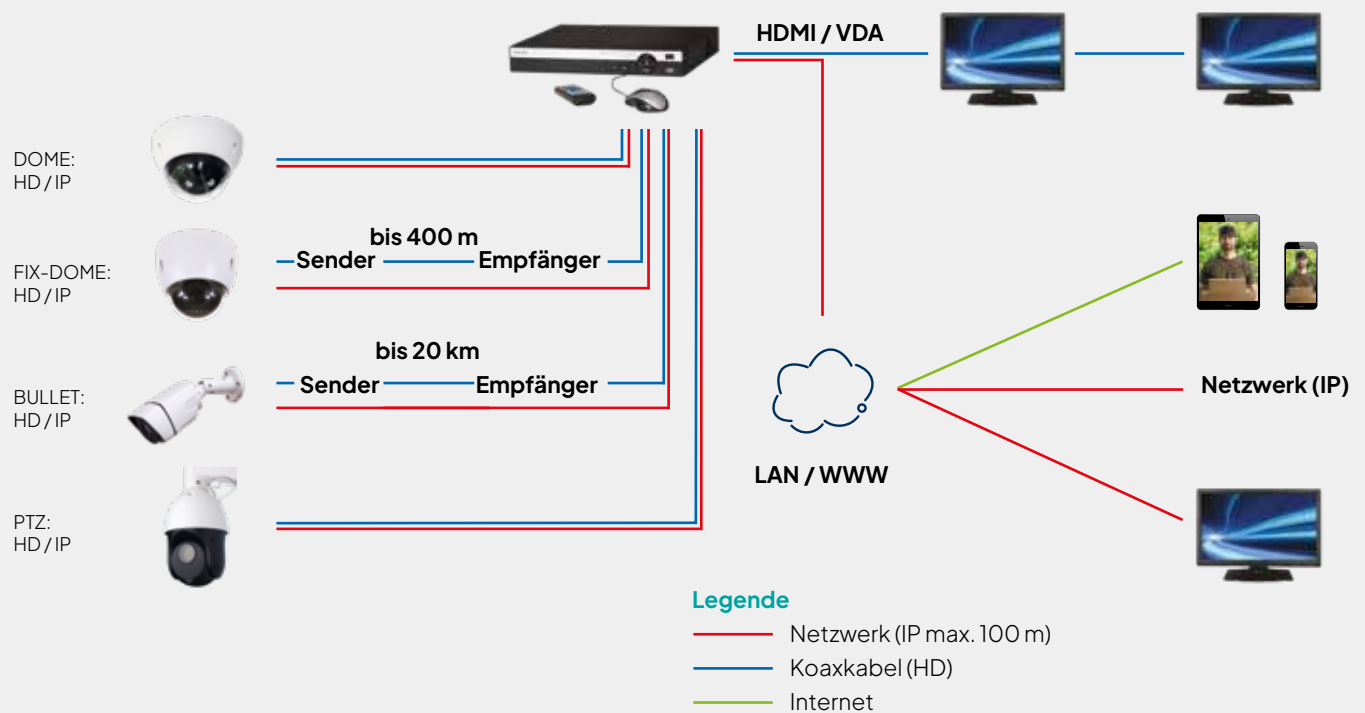 HDMI / VDA
DOME:
HD / IP
bis 400 m
Sender
Empfänger
FIX-DOME:
HD / IP
bis 20 km
Sender
Empfänger
BULLET:
HD / IP
Netzwerk (IP)
LAN / WWW
PTZ:
HD / IP
Legende
Netzwerk (IP max. 100 m)
Koaxkabel (HD)
Internet